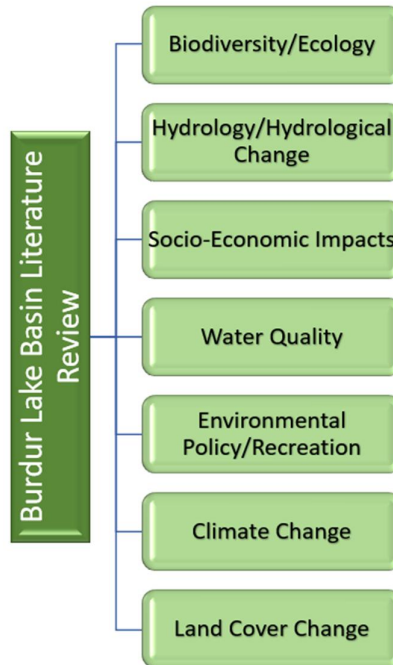 Burdur Lake Basin Literature
Review
Biodiversity/Ecology
Hydrology/Hydrological
Change
Socio-Economic Impacts
Water Quality
Environmental
Policy/Recreation
Climate Change
Land Cover Change